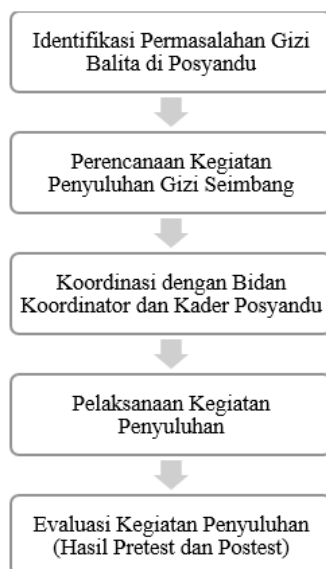 Identifikasi Permasalahan Gizi
Balita di Posyandu
Perencanaan Kegiatan
Penyuluhan Gizi Seimbang
Koordinasi dengan Bidan
Koordinator dan Kader Posyandu
Pelaksanaan Kegiatan
Penyuluhan
Evaluasi Kegiatan Penyuluhan
(Hasil Pretest dan Postest)